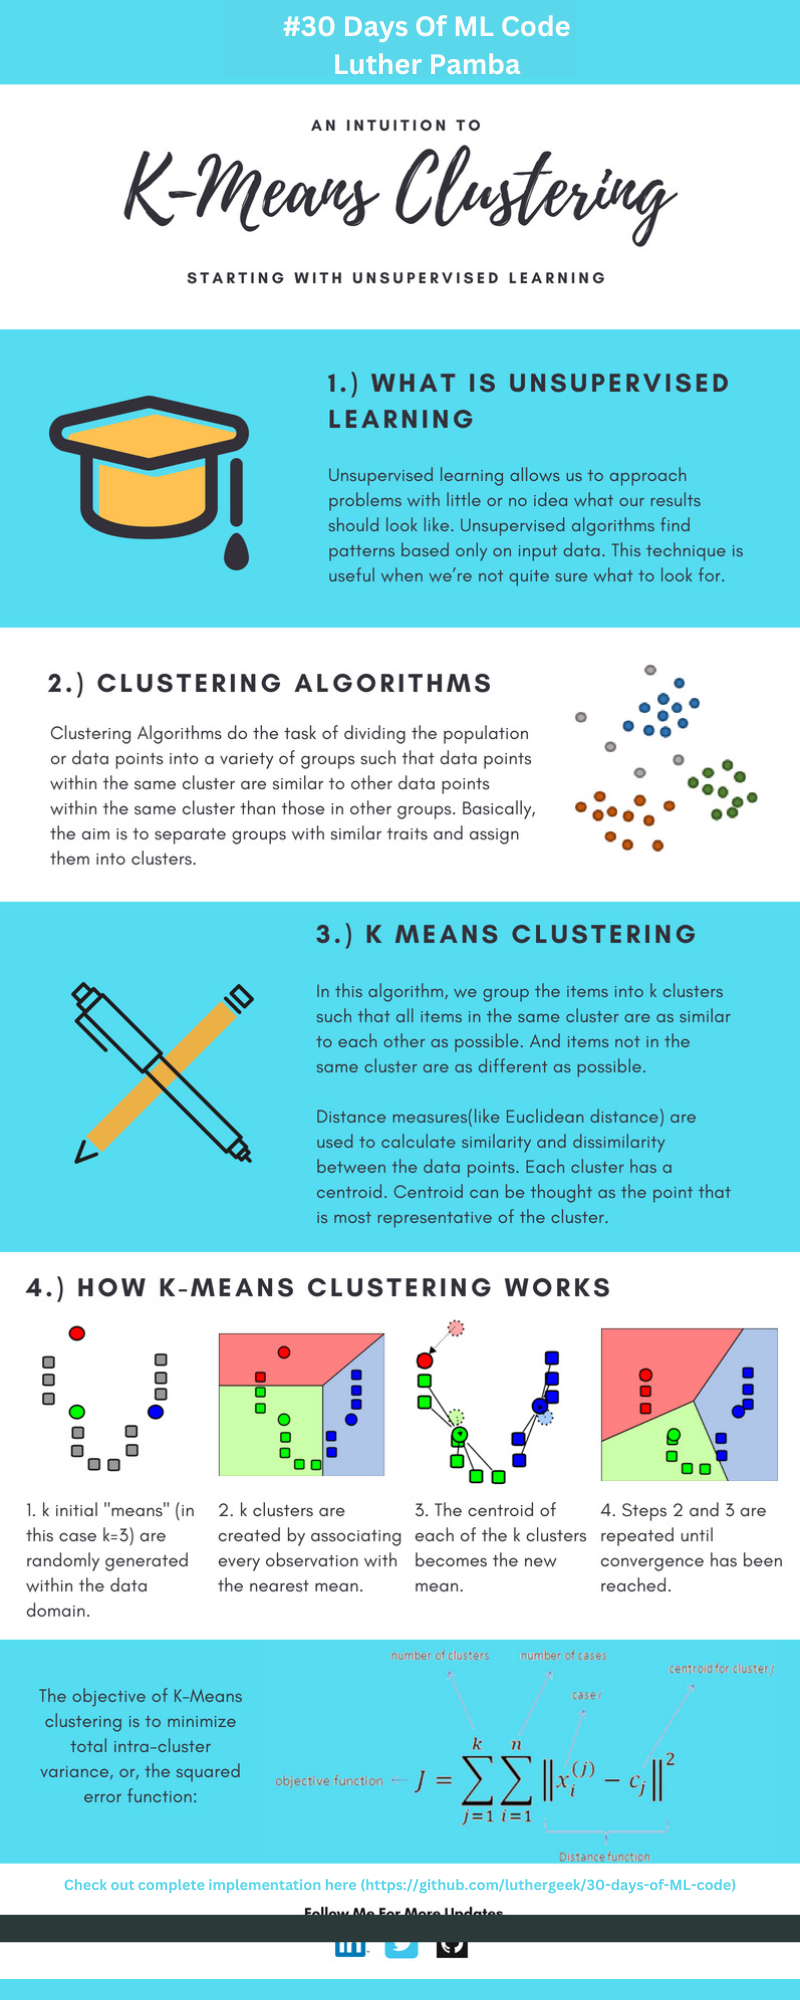 #30 Days Of ML Code
Luther Pamba
AN INTUITION TO
K-Means Clustering
STARTING WITH UNSUPERVISED LEARNING
1.) WHAT IS UNSUPERVISED
LEARNING
Unsupervised learning allows us to approach
problems with little or no idea what our results
should look like. Unsupervised algorithms find
patterns based only on input data. This technique is
useful when we're not quite sure what to look for.
2.) CLUSTERING ALGORITHMS
Clustering Algorithms do the task of dividing the population
or data points into a variety of groups such that data points
within the same cluster are similar to other data points
within the same cluster than those in other groups. Basically,
the aim is to separate groups with similar traits and assign
them into clusters.
3.) K MEANS CLUSTERING
In this algorithm, we group the items into k clusters
such that all items in the same cluster are as similar
to each other as possible. And items not in the
same cluster are as different as possible.
Distance measures(like Euclidean distance) are
used to calculate similarity and dissimilarity
between the data points. Each cluster has a
centroid. Centroid can be thought as the point that
is most representative of the cluster.
4.) HOW K-MEANS CLUSTERING WORKS
1. k initial "means" (in
this case k=3) are
randomly generated
within the data
domain.
2. k clusters are
created by associating
every observation with
the nearest mean.
3. The centroid of
each of the k clusters
becomes the new
mean.
4. Steps 2 and 3 are
repeated until
convergence has been
reached.
The objective of K-Means
clustering is to minimize
total intra-cluster
variance, or, the squared
error function:
number of clusters
number of cases
case i
centroid for cluster j
objective function ← J = ∑_{j=1}^{k} ∑_{i=1}^{n} ‖x_i^{(j)} − c_j‖²
Distance function
Check out complete implementation here (https://github.com/luthergeek/30-days-of-ML-code)
Follow Me For More Updates
in